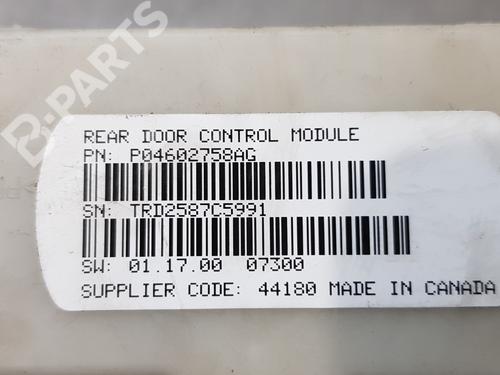 B-PARTS
REAR DOOR CONTROL MODULE
PN: P04602758AG
SN: TRD2587C5991
SW: 01.17.00 07300
SUPPLIER CODE: 44180 MADE IN CANADA